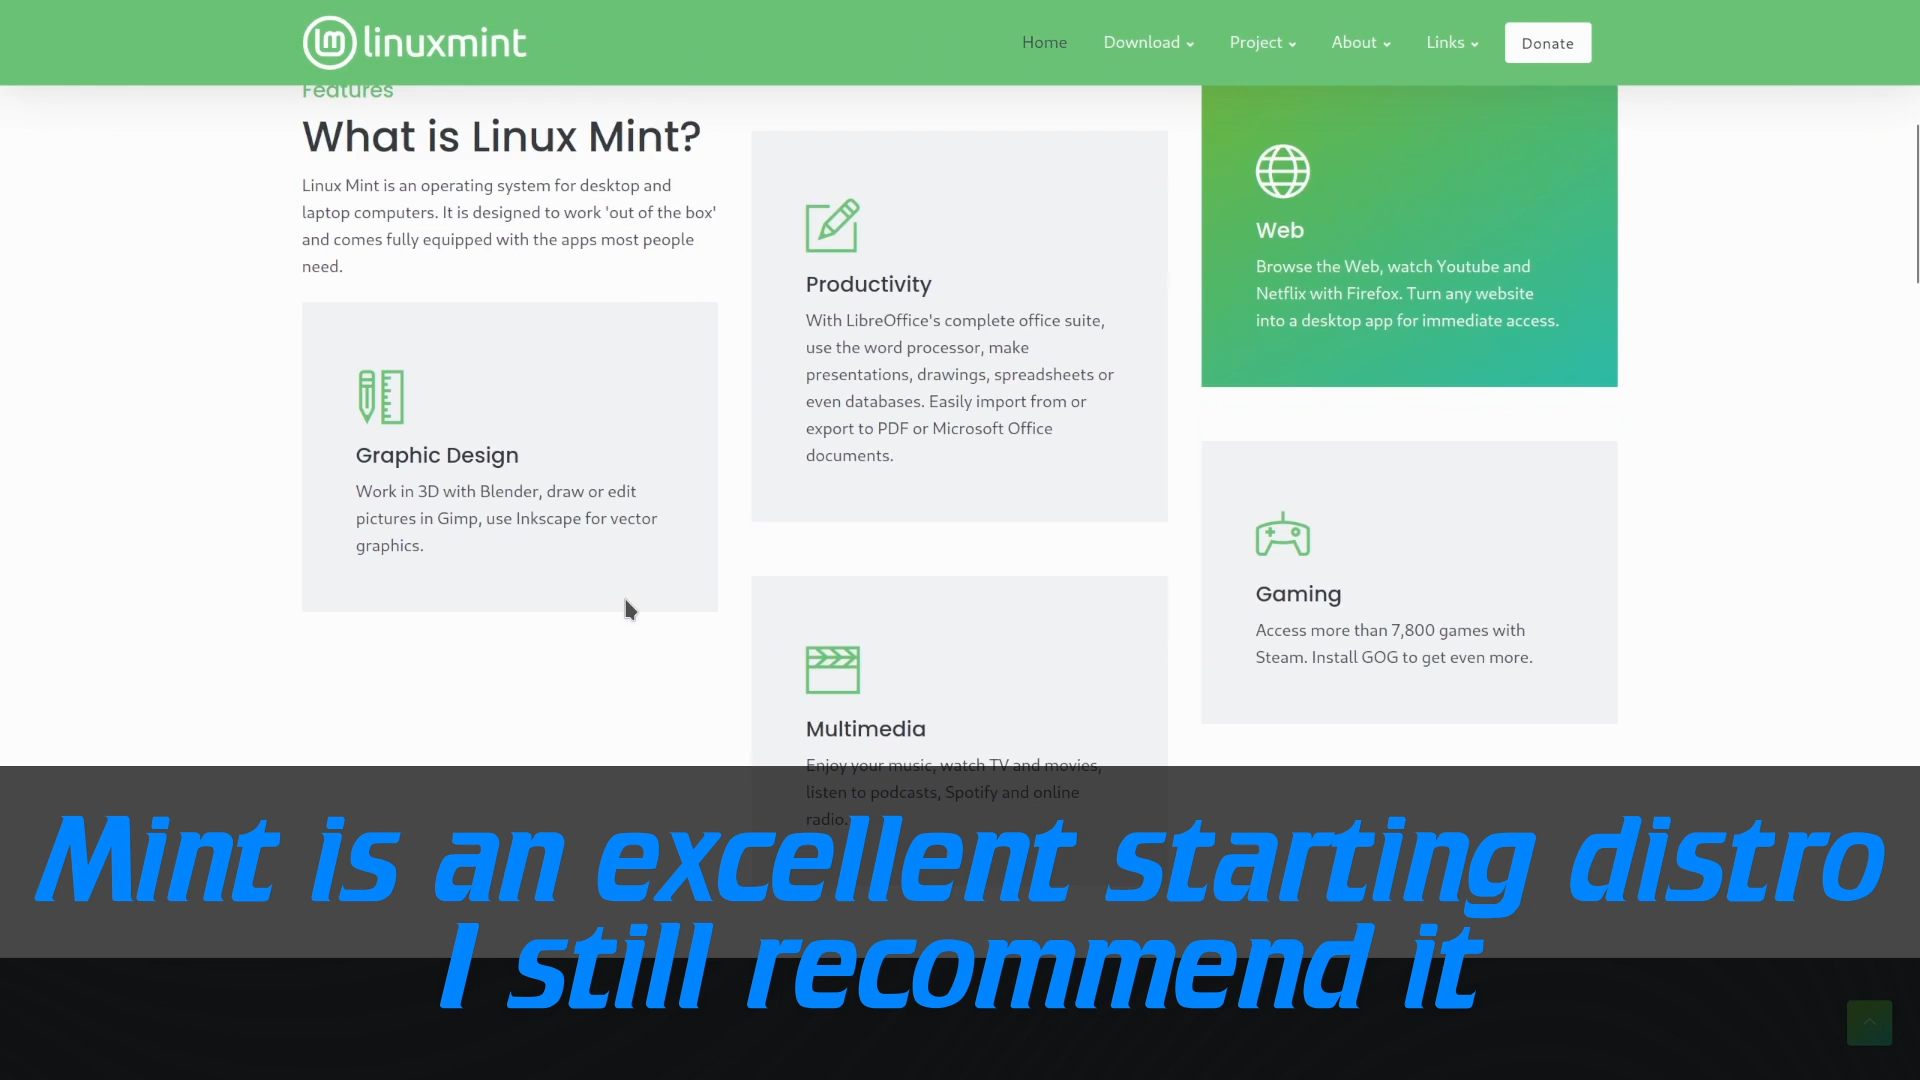 linuxmint
Home
Download
Project
About
Links
Donate
Features
What is Linux Mint?
Linux Mint is an operating system for desktop and
laptop computers. It is designed to work 'out of the box'
and comes fully equipped with the apps most people
need.
Graphic Design
Work in 3D with Blender, draw or edit
pictures in Gimp, use Inkscape for vector
graphics.
Productivity
With LibreOffice's complete office suite,
use the word processor, make
presentations, drawings, spreadsheets or
even databases. Easily import from or
export to PDF or Microsoft Office
documents.
Multimedia
Enjoy your music, watch TV and movies,
listen to podcasts, Spotify and online
radio.
Web
Browse the Web, watch Youtube and
Netflix with Firefox. Turn any website
into a desktop app for immediate access.
Gaming
Access more than 7,800 games with
Steam. Install GOG to get even more.
Mint is an excellent starting distro
I still recommend it